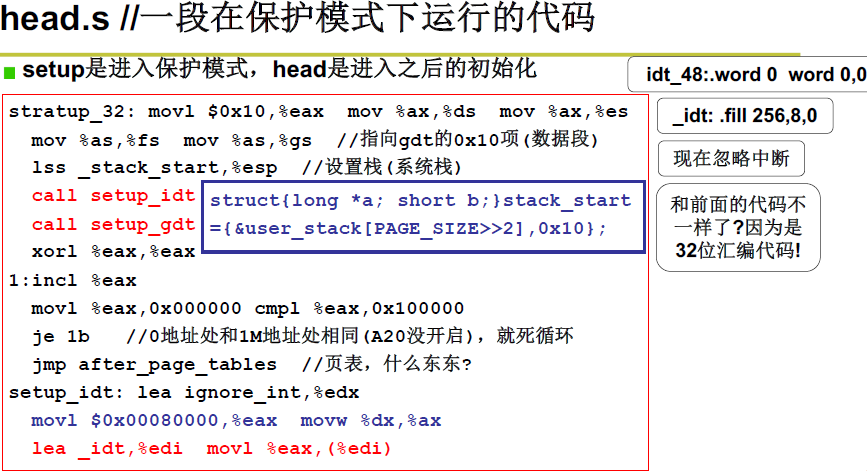 head.s //一段在保护模式下运行的代码
setup是进入保护模式，head是进入之后的初始化
idt_48:.word 0  word 0,0
stratup_32: movl $0x10,%eax  mov %ax,%ds  mov %ax,%es
mov %as,%fs  mov %as,%gs  //指向gdt的0x10项(数据段)
lss _stack_start,%esp  //设置栈(系统栈)
call setup_idt
call setup_gdt
xorl %eax,%eax
struct{long *a; short b;}stack_start
={&user_stack[PAGE_SIZE>>2],0x10};
1:incl %eax
movl %eax,0x000000 cmpl %eax,0x100000
je 1b  //0地址处和1M地址处相同(A20没开启)，就死循环
jmp after_page_tables  //页表，什么东东?
setup_idt: lea ignore_int,%edx
movl $0x00080000,%eax  movw %dx,%ax
lea _idt,%edi  movl %eax,(%edi)
_idt: .fill 256,8,0
现在忽略中断
和前面的代码不
一样了?因为是
32位汇编代码!